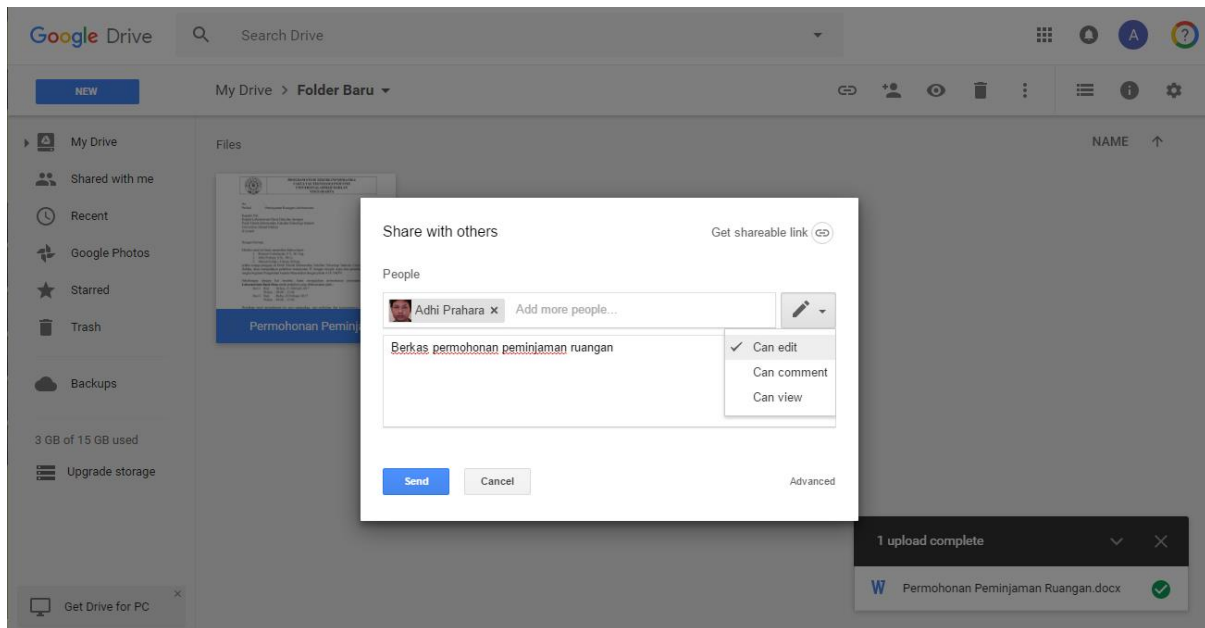 Google Drive
Search Drive
A
?
NEW
My Drive > Folder Baru
My Drive
Shared with me
Recent
Google Photos
Starred
Trash
Backups
3 GB of 15 GB used
Upgrade storage
Get Drive for PC
×
Files
NAME
Permohonan Peminj
Share with others
Get shareable link
People
Adhi Prahara ×
Add more people...
Berkas permohonan peminjaman ruangan
Can edit
Can comment
Can view
Send
Cancel
Advanced
1 upload complete
W Permohonan Peminjaman Ruangan.docx